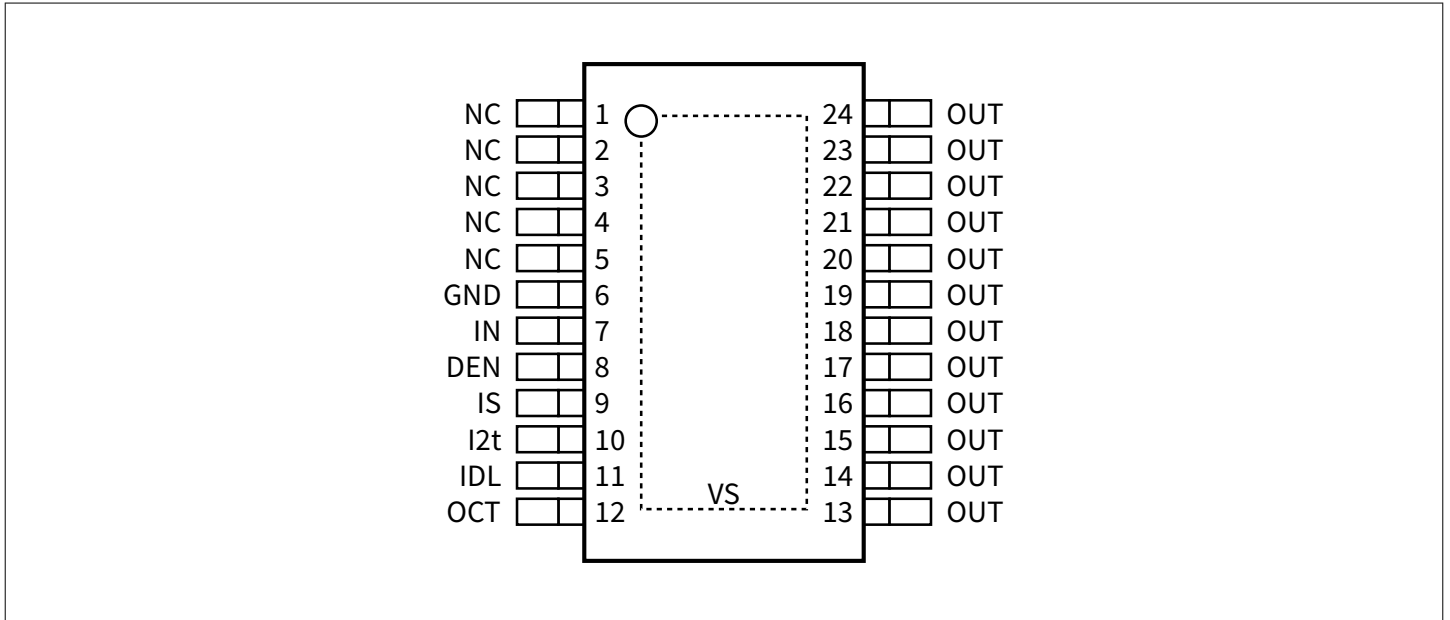 NC 1 24 OUT
NC 2 23 OUT
NC 3 22 OUT
NC 4 21 OUT
NC 5 20 OUT
GND 6 19 OUT
IN 7 18 OUT
DEN 8 17 OUT
IS 9 16 OUT
I2t 10 15 OUT
IDL 11 14 OUT
VS
OCT 12 13 OUT